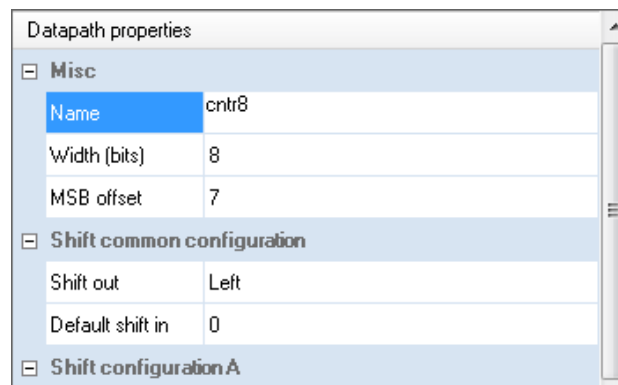 Datapath properties
Misc
Name cntr8
Width (bits) 8
MSB offset 7
Shift common configuration
Shift out Left
Default shift in 0
Shift configuration A